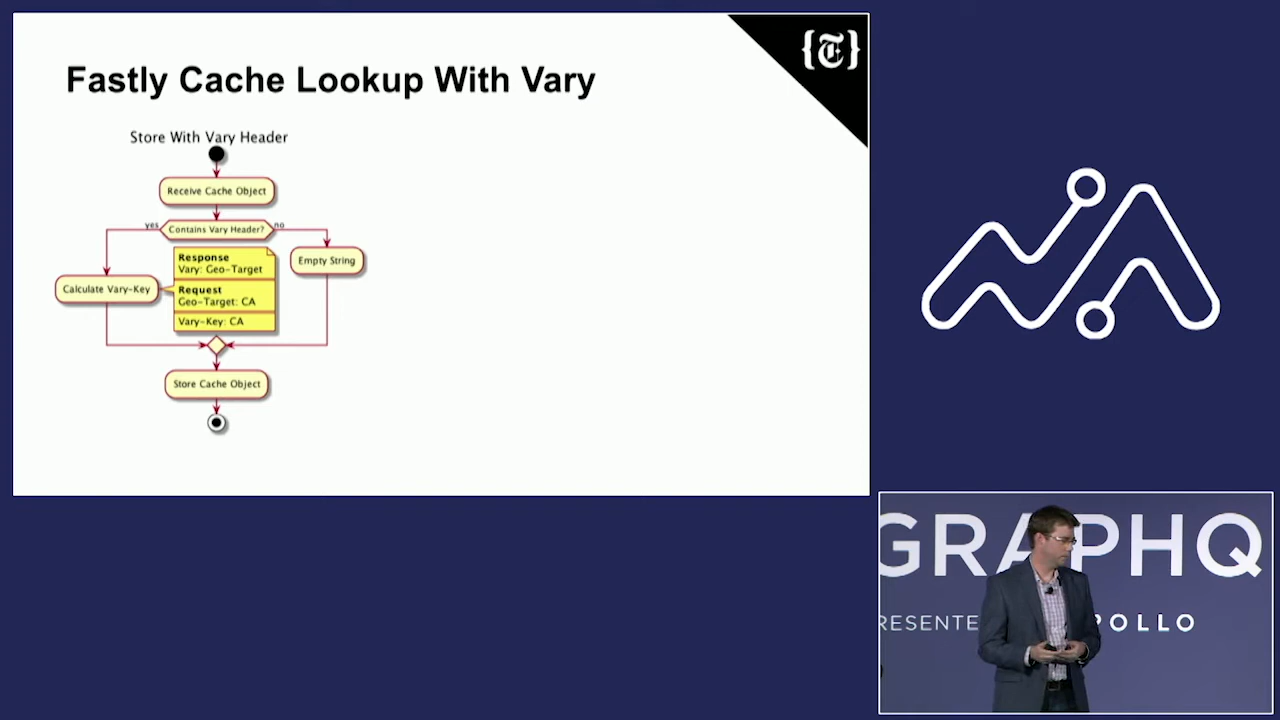 Fastly Cache Lookup With Vary
{T}
Store With Vary Header
Receive Cache Object
yes
Contains Vary Header?
no
Response
Vary: Geo-Target
Empty String
Calculate Vary-Key
Request
Geo-Target: CA
Vary-Key: CA
Store Cache Object
GRAPHQ
RESENTE
OLLO